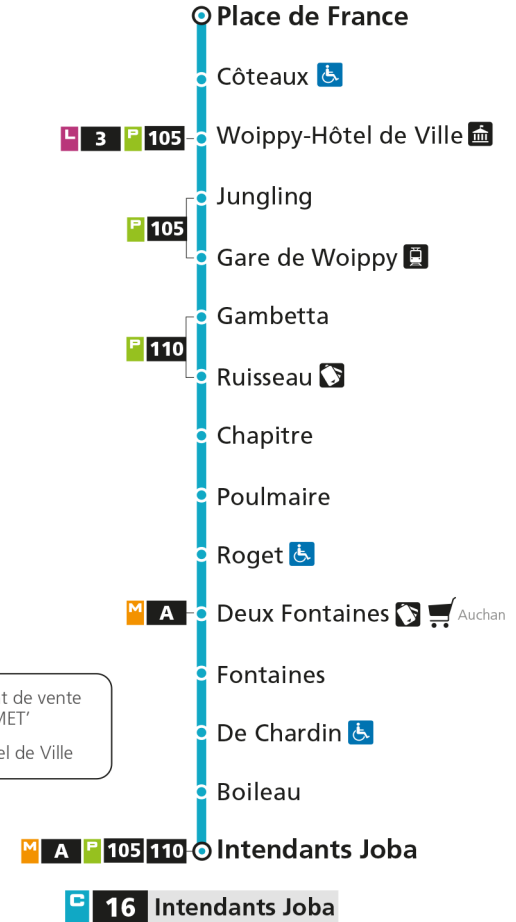 Place de France
Côteaux
L 3 P 105 Woippy-Hôtel de Ville
Jungling
P 105
Gare de Woippy
Gambetta
P 110
Ruisseau
Chapitre
Poulmaire
Roget
M A Deux Fontaines Auchan
Fontaines
t de vente
MET'
De Chardin
el de Ville
Boileau
M A P 105 110 Intendants Joba
C 16 Intendants Joba